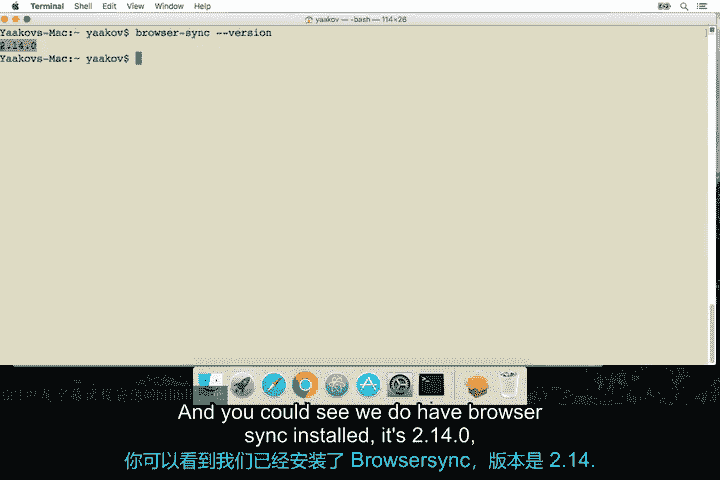 Terminal Shell Edit View Window Help
yaakov — -bash — 114×26
Yaakovs-Mac:~ yaakov$ browser-sync --version
2.14.0
Yaakovs-Mac:~ yaakov$
And you could see we do have browser
sync installed, it's 2.14.0,
你可以看到我们已经安装了 Browsersync，版本是 2.14.